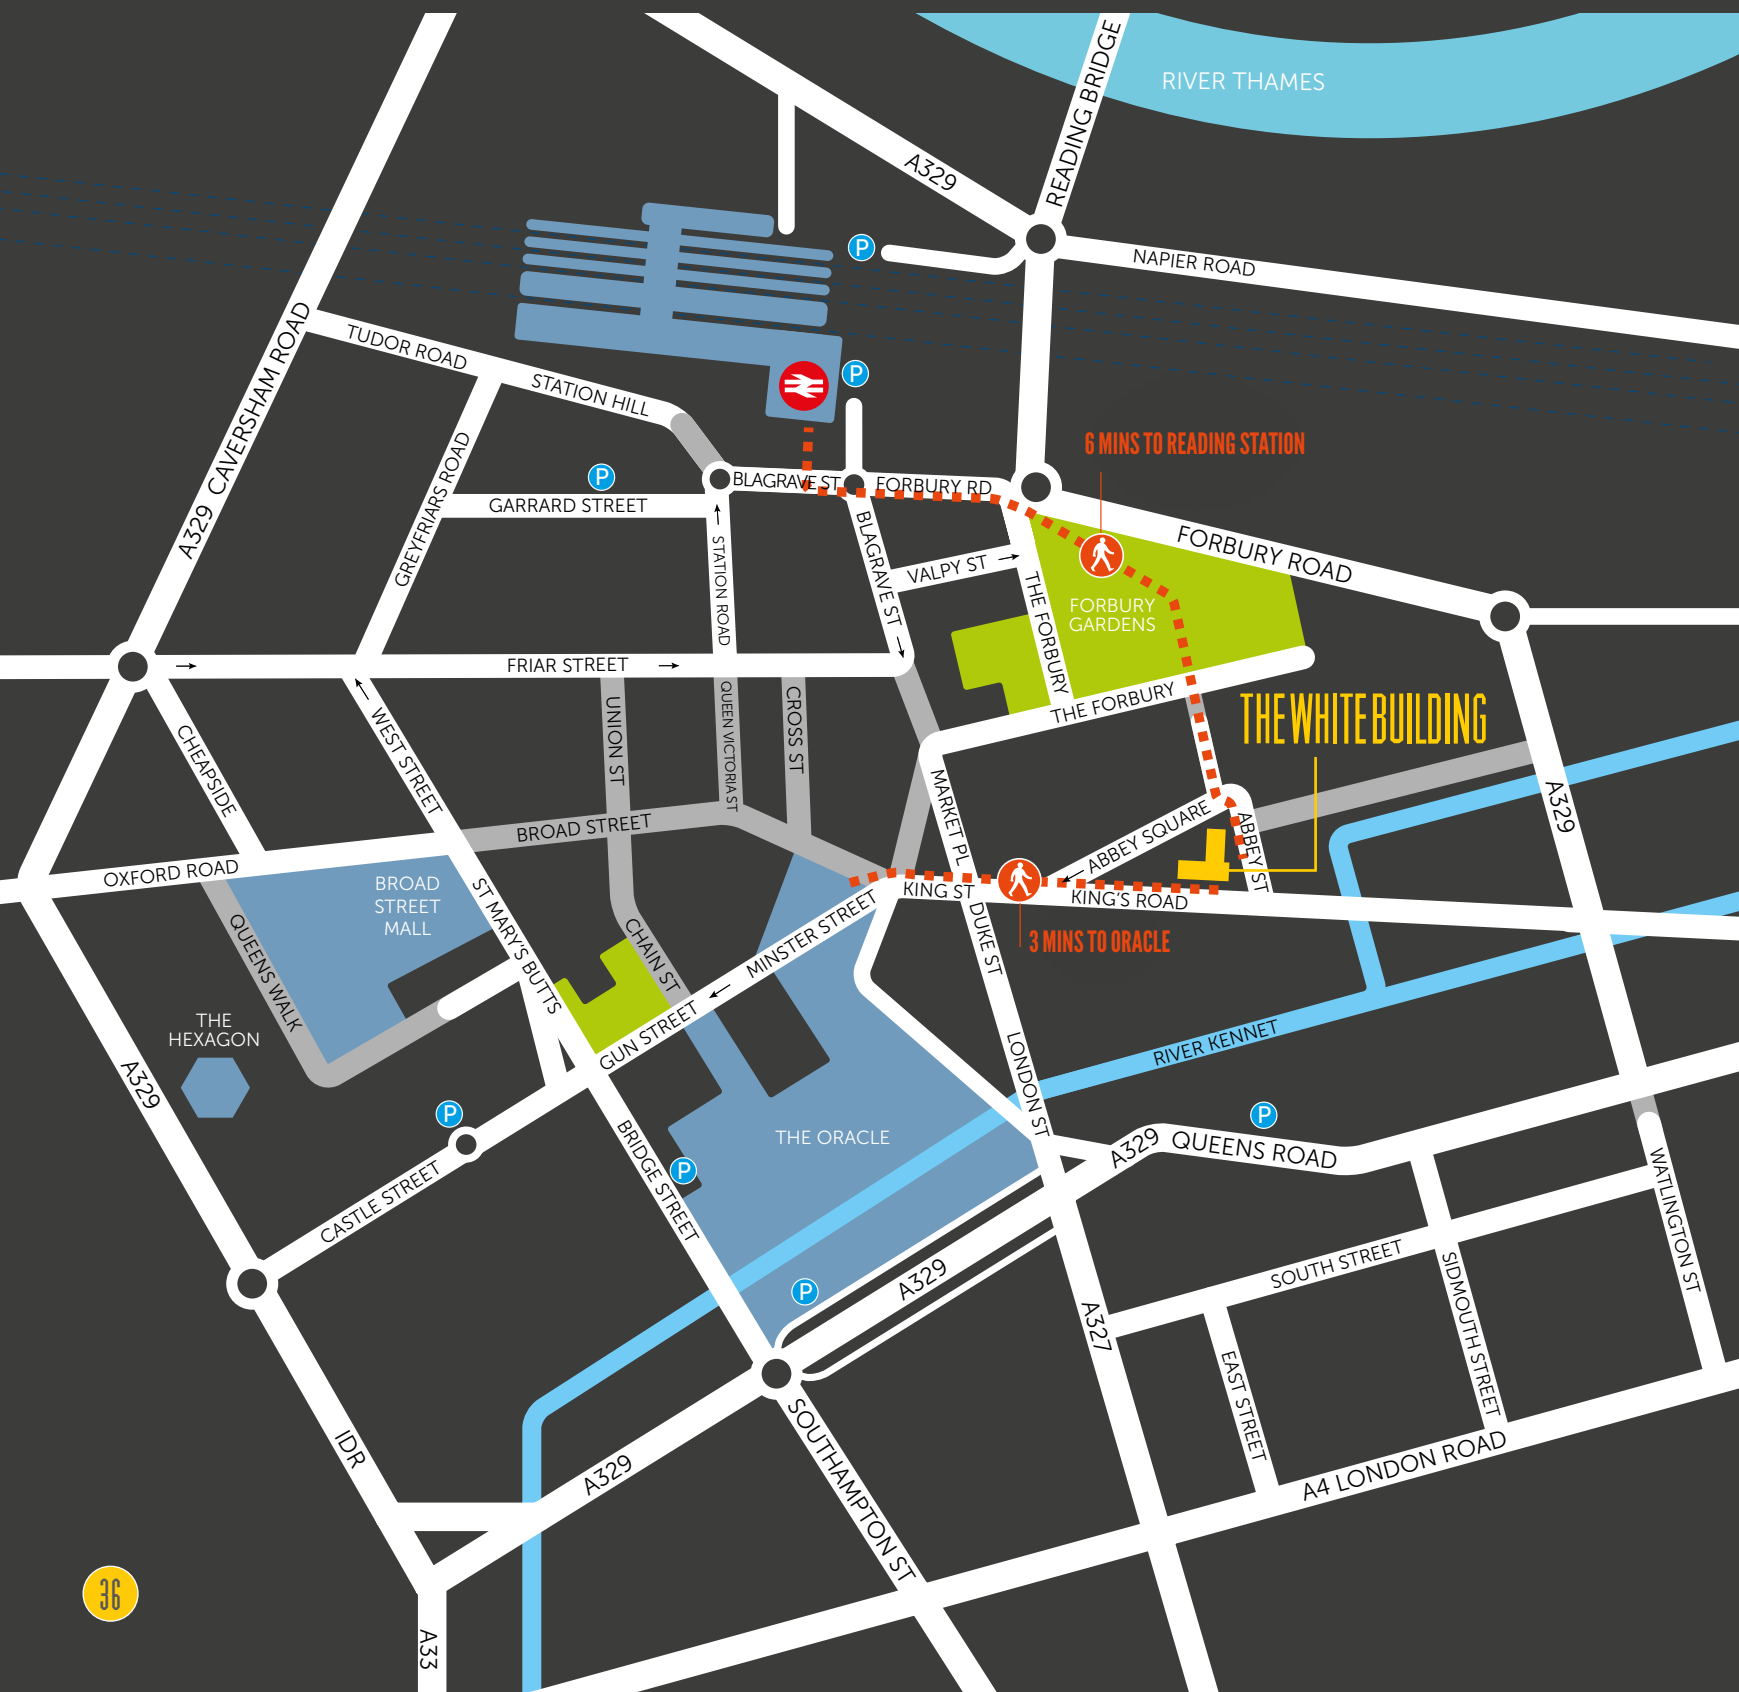 RIVER THAMES
READING BRIDGE
A329
P
NAPIER ROAD
A329 CAVERSHAM ROAD
TUDOR ROAD
STATION HILL
P
6 MINS TO READING STATION
GREYFRIARS ROAD
P
GARRARD STREET
BLAGRAVE ST
FORBURY RD
STATION ROAD
BLAGRAVE ST
VALPY ST
THE FORBURY
FORBURY ROAD
FORBURY
GARDENS
FRIAR STREET
THE FORBURY
THE WHITE BUILDING
CHEAPSIDE
WEST STREET
UNION ST
QUEEN VICTORIA ST
CROSS ST
MARKET PL
ABBEY SQUARE
ABBEY ST
A329
BROAD STREET
OXFORD ROAD
BROAD
STREET
MALL
QUEENS WALK
ST MARY'S BUTTS
CHAIN ST
MINSTER STREET
KING ST
KING'S ROAD
DUKE ST
3 MINS TO ORACLE
THE
HEXAGON
GUN STREET
LONDON ST
RIVER KENNET
A329
P
CASTLE STREET
BRIDGE STREET
P
THE ORACLE
A329
QUEENS ROAD
P
WATLINGTON ST
SOUTH STREET
SIDMOUTH STREET
EAST STREET
P
A329
A327
IDR
A329
SOUTHAMPTON ST
A4 LONDON ROAD
36
A33